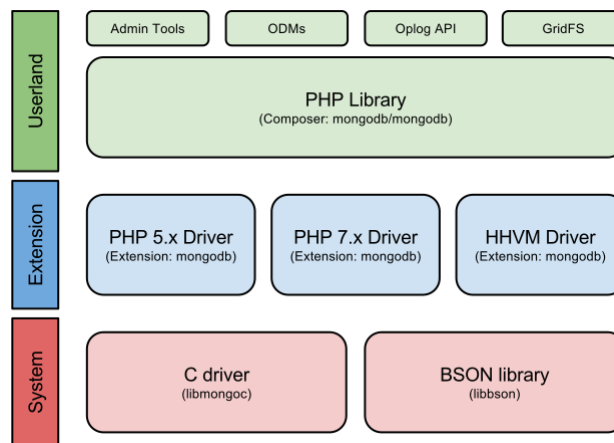 Admin Tools
ODMs
Oplog API
GridFS
Userland
PHP Library
(Composer: mongodb/mongodb)
Extension
PHP 5.x Driver
(Extension: mongodb)
PHP 7.x Driver
(Extension: mongodb)
HHVM Driver
(Extension: mongodb)
System
C driver
(libmongoc)
BSON library
(libbson)